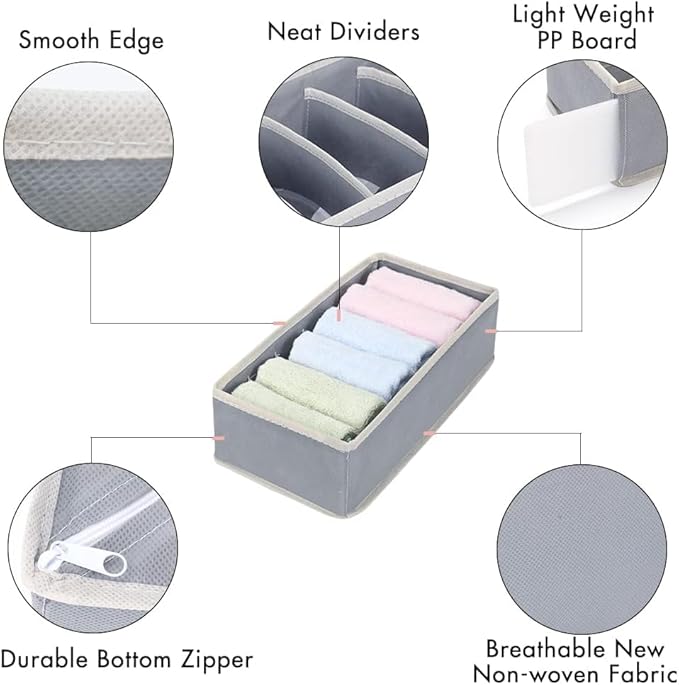 Smooth Edge
Neat Dividers
Light Weight
PP Board
Durable Bottom Zipper
Breathable New
Non-woven Fabric